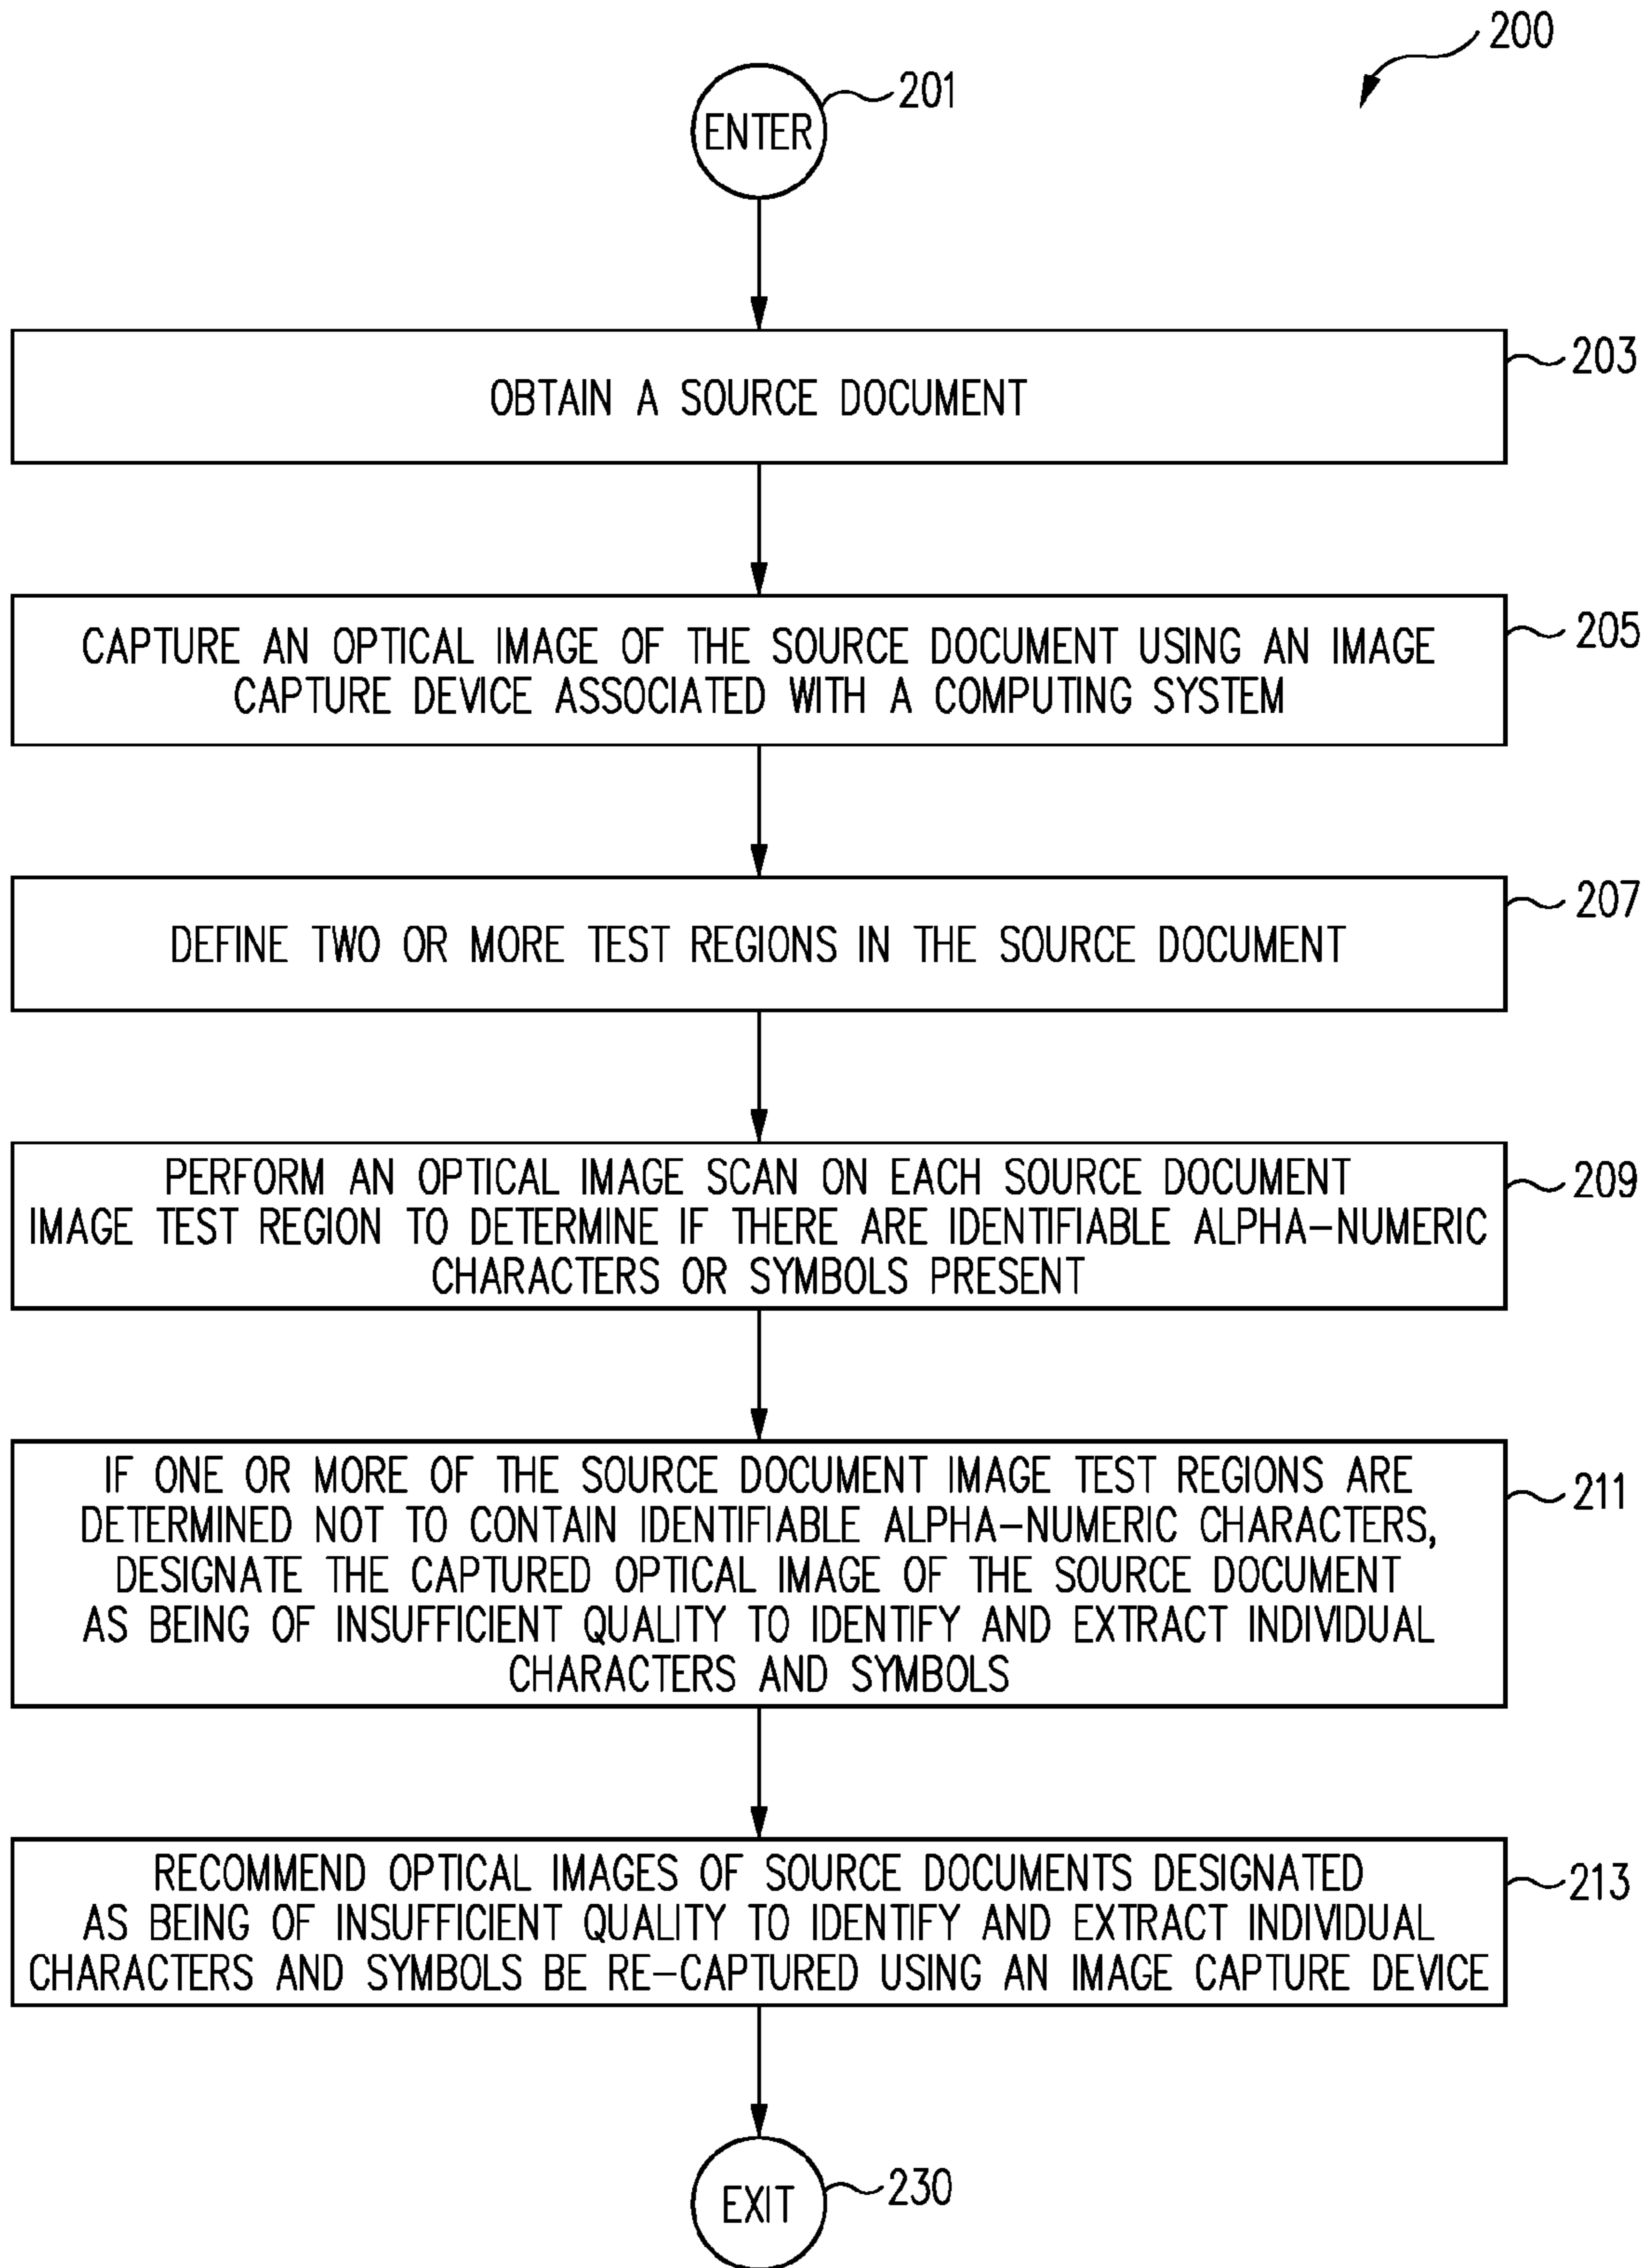 200
ENTER
201
OBTAIN A SOURCE DOCUMENT
203
CAPTURE AN OPTICAL IMAGE OF THE SOURCE DOCUMENT USING AN IMAGE
CAPTURE DEVICE ASSOCIATED WITH A COMPUTING SYSTEM
205
DEFINE TWO OR MORE TEST REGIONS IN THE SOURCE DOCUMENT
207
PERFORM AN OPTICAL IMAGE SCAN ON EACH SOURCE DOCUMENT
IMAGE TEST REGION TO DETERMINE IF THERE ARE IDENTIFIABLE ALPHA-NUMERIC
CHARACTERS OR SYMBOLS PRESENT
209
IF ONE OR MORE OF THE SOURCE DOCUMENT IMAGE TEST REGIONS ARE
DETERMINED NOT TO CONTAIN IDENTIFIABLE ALPHA-NUMERIC CHARACTERS,
DESIGNATE THE CAPTURED OPTICAL IMAGE OF THE SOURCE DOCUMENT
AS BEING OF INSUFFICIENT QUALITY TO IDENTIFY AND EXTRACT INDIVIDUAL
CHARACTERS AND SYMBOLS
211
RECOMMEND OPTICAL IMAGES OF SOURCE DOCUMENTS DESIGNATED
AS BEING OF INSUFFICIENT QUALITY TO IDENTIFY AND EXTRACT INDIVIDUAL
CHARACTERS AND SYMBOLS BE RE-CAPTURED USING AN IMAGE CAPTURE DEVICE
213
EXIT
230